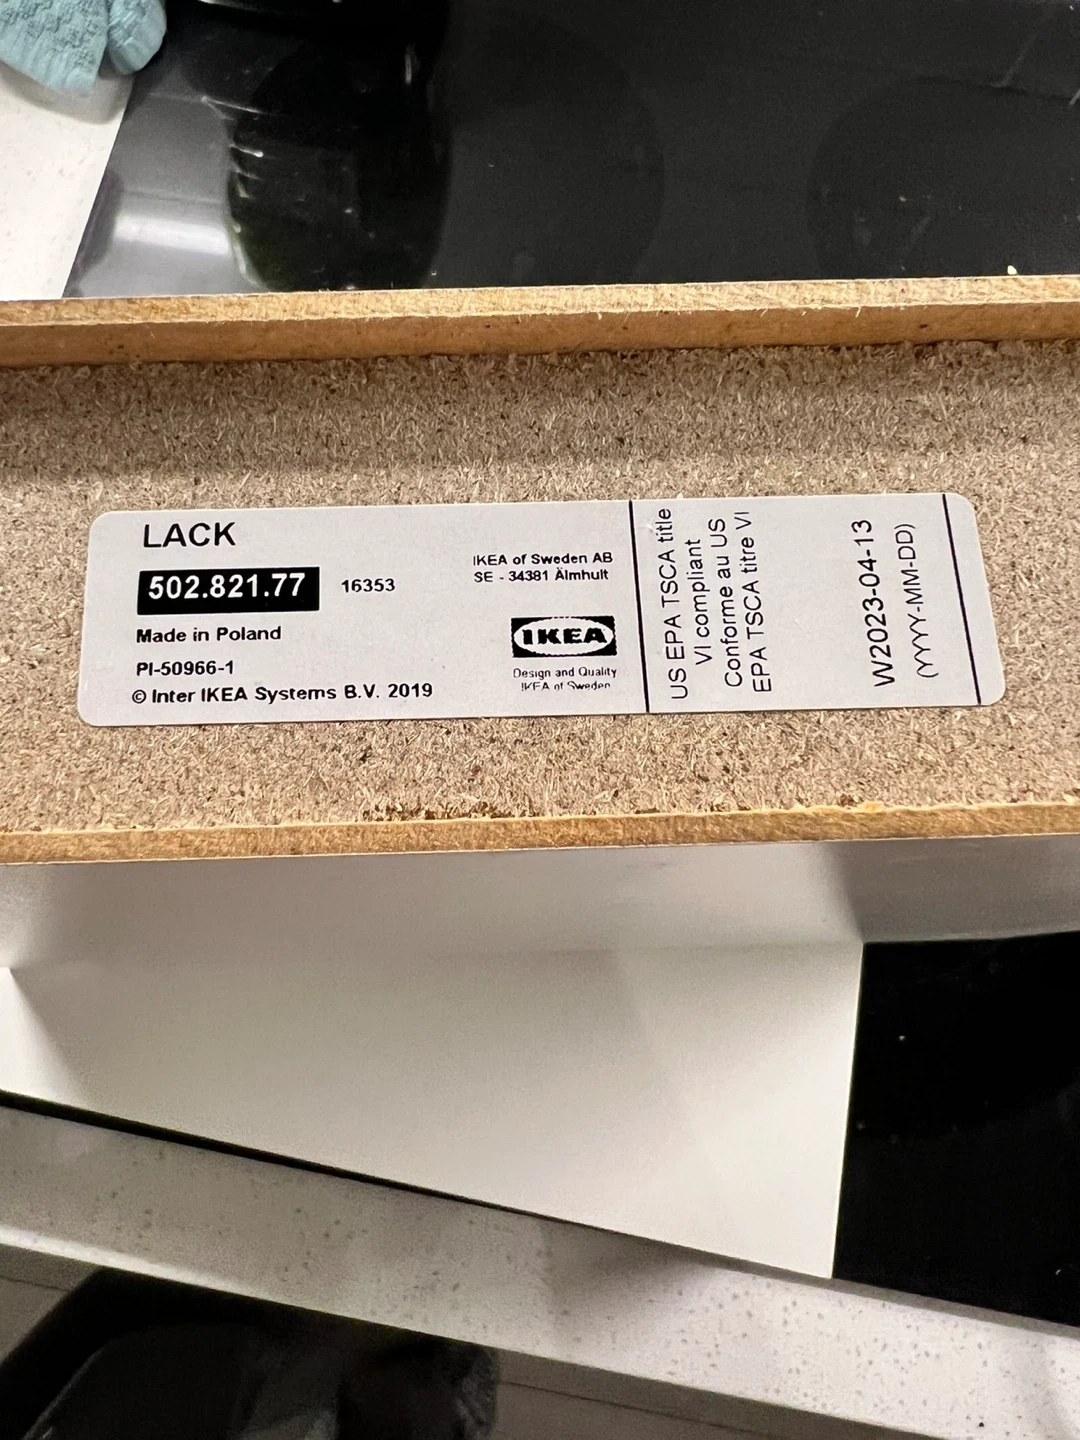 LACK
502.821.77 16353
Made in Poland
PI-50966-1
© Inter IKEA Systems B.V. 2019
IKEA of Sweden AB
SE - 34381 Älmhult
IKEA
Design and Quality
IKEA of Sweden
US EPA TSCA title
VI compliant
Conforme au US
EPA TSCA titre VI
W2023-04-13
(YYYY-MM-DD)